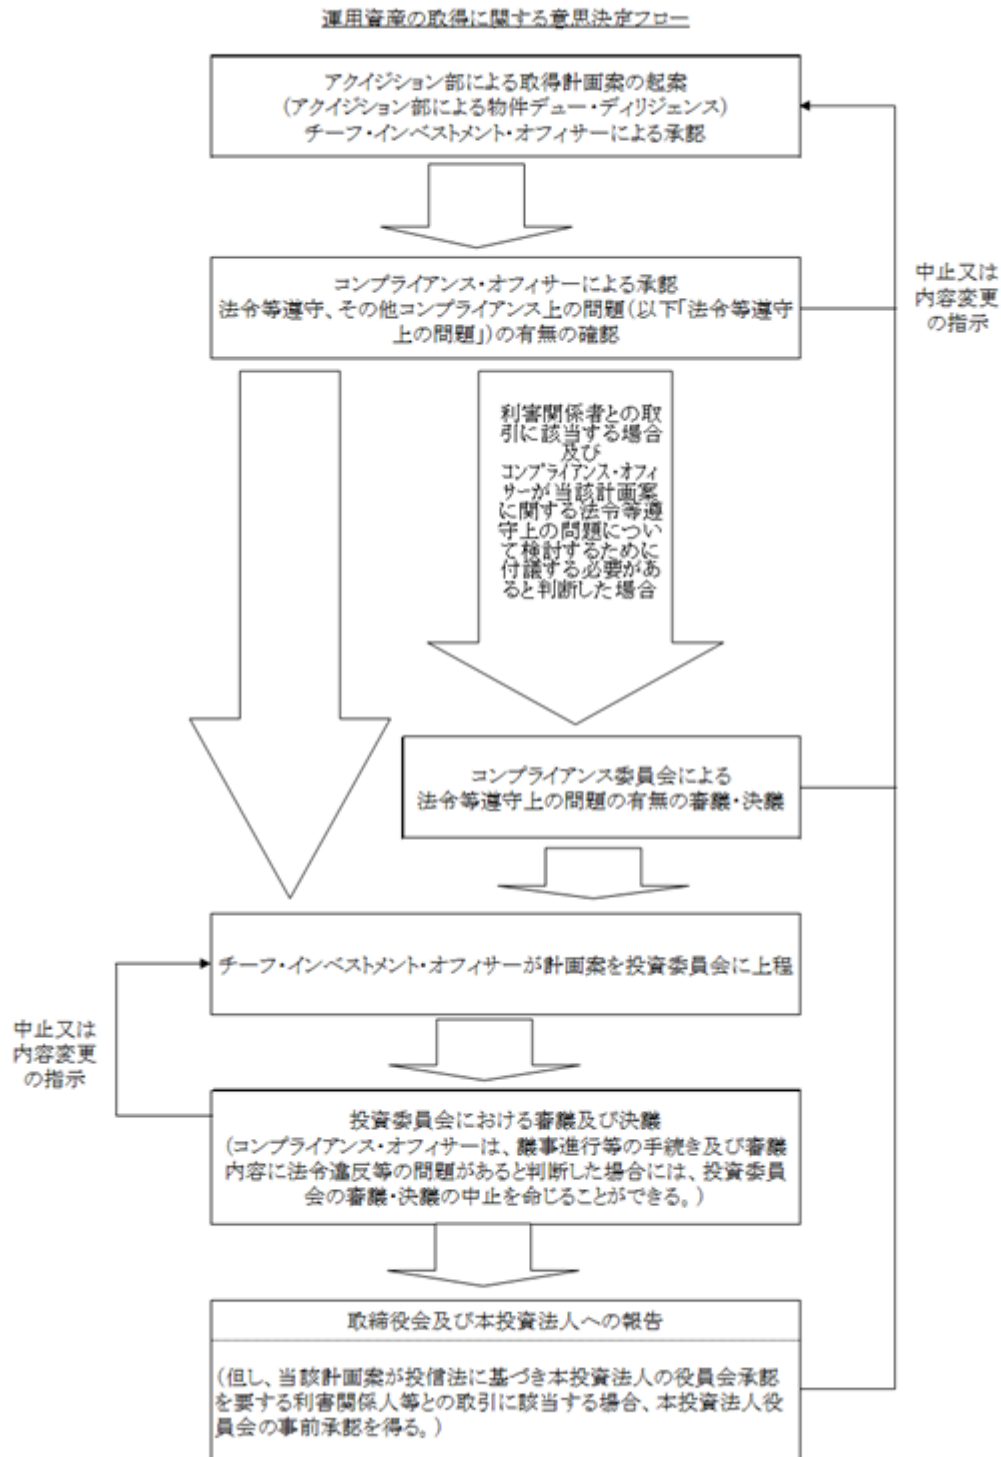 運用資産の取得に関する意思決定フロー
アクイジション部による取得計画案の起案
(アクイジション部による物件デュー・ディリジェンス)
チーフ・インベストメント・オフィサーによる承認
コンプライアンス・オフィサーによる承認
法令等遵守、その他コンプライアンス上の問題(以下「法令等遵守
上の問題」)の有無の確認
中止又は
内容変更
の指示
利害関係者との取
引に該当する場合
及び
コンプライアンス・オフィ
サーが当該計画案
に関する法令等遵
守上の問題につい
て検討するために
付議する必要があ
ると判断した場合
コンプライアンス委員会による
法令等遵守上の問題の有無の審議・決議
チーフ・インベストメント・オフィサーが計画案を投資委員会に上程
中止又は
内容変更
の指示
投資委員会における審議及び決議
(コンプライアンス・オフィサーは、議事進行等の手続き及び審議
内容に法令違反等の問題があると判断した場合には、投資委員
会の審議・決議の中止を命じることができる。)
取締役会及び本投資法人への報告
(但し、当該計画案が投信法に基づき本投資法人の役員会承認
を要する利害関係人等との取引に該当する場合、本投資法人役
員会の事前承認を得る。)